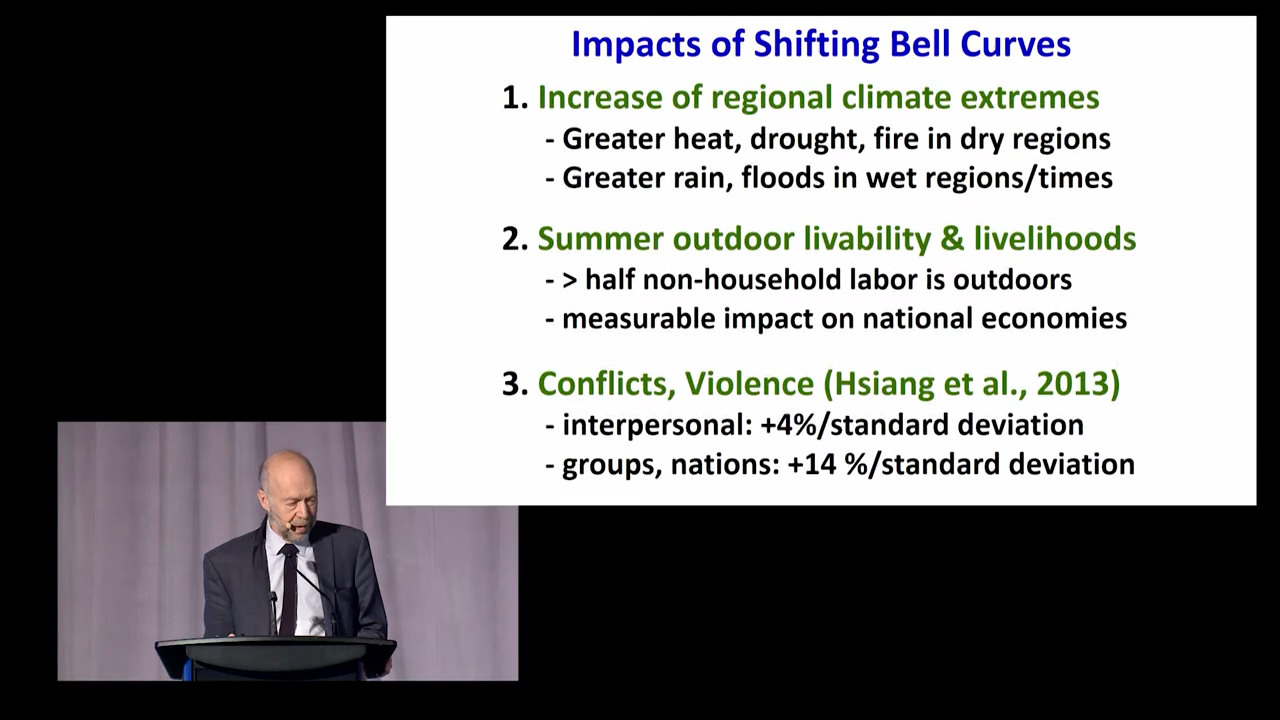 Impacts of Shifting Bell Curves
1. Increase of regional climate extremes
- Greater heat, drought, fire in dry regions
- Greater rain, floods in wet regions/times
2. Summer outdoor livability & livelihoods
- > half non-household labor is outdoors
- measurable impact on national economies
3. Conflicts, Violence (Hsiang et al., 2013)
- interpersonal: +4%/standard deviation
- groups, nations: +14 %/standard deviation